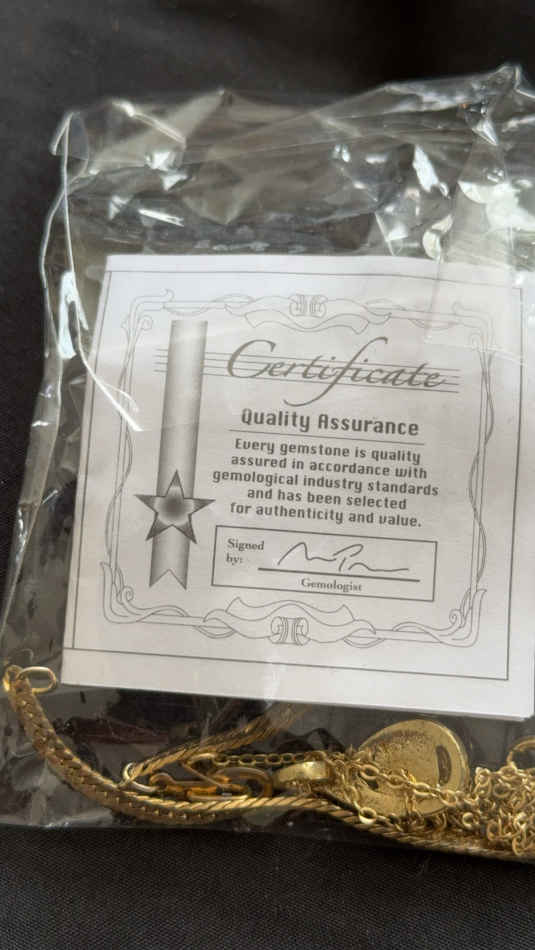 Certificate
Quality Assurance
Every gemstone is quality
assured in accordance with
gemological industry standards
and has been selected
for authenticity and value.
Signed
by:
Gemologist